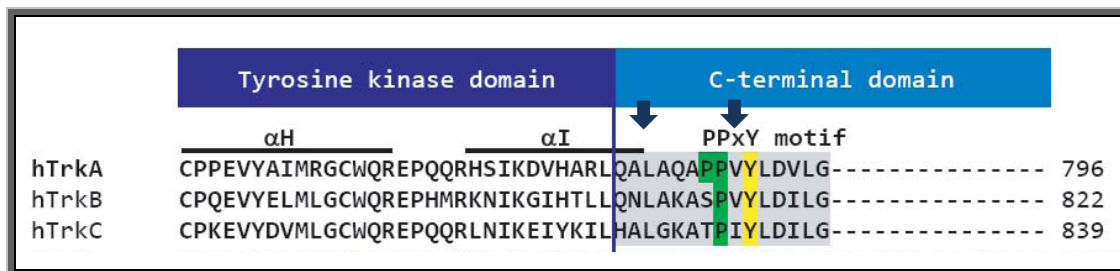 Tyrosine kinase domain C-terminal domain
αH αI PPxY motif
hTrkA CPPEVYAIMRGCWQREPQQRHSIKDVHARLQALAQAPPVYLDVLG--------------- 796
hTrkB CPQEVYELMLGCWQREPHMRKNIKGIHTLLQNLAKASPVYLDILG--------------- 822
hTrkC CPKEVYDVMLGCWQREPQQRLNIKEIYKILHALGKATPIYLDILG--------------- 839